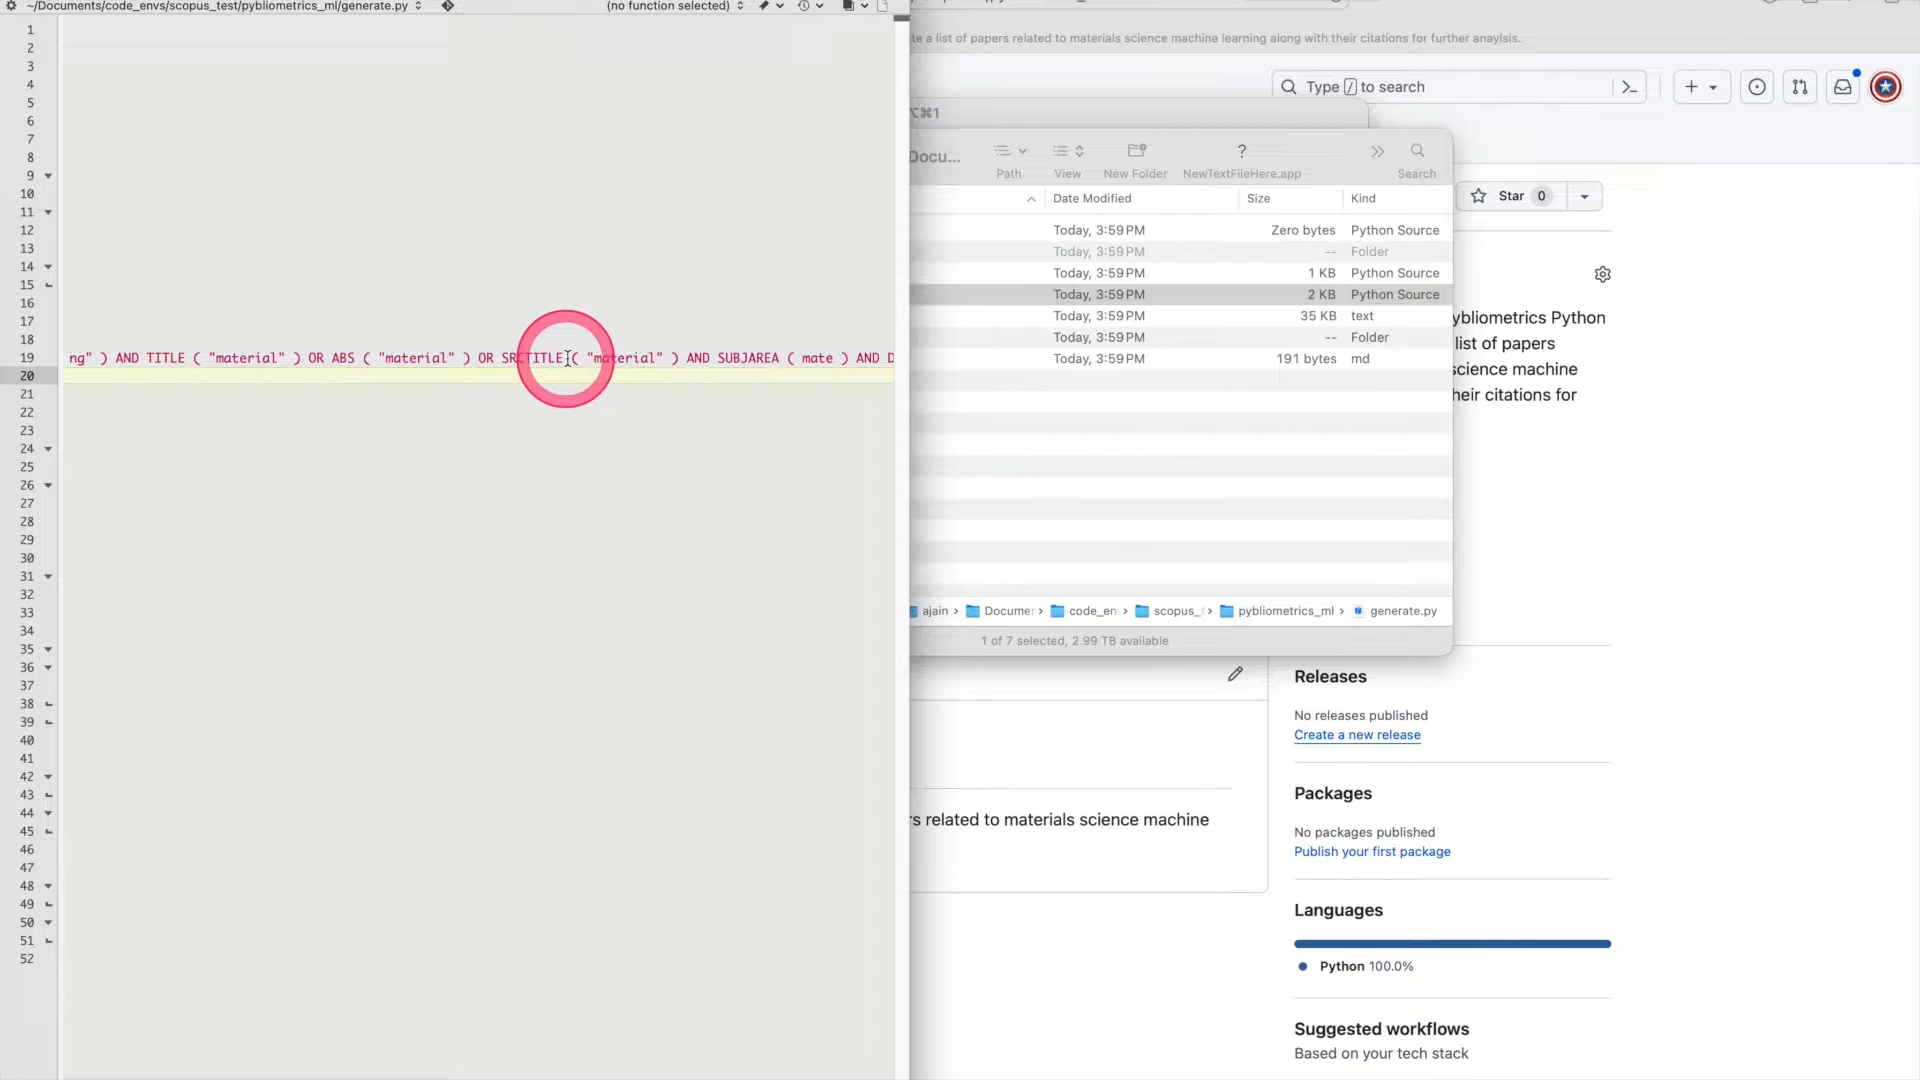 ~/Documents/code_envs/scopus_test/pybliometrics_ml/generate.py
(no function selected)
1
2
3
4
5
6
7
8
9
10
11
12
13
14
15
16
17
18
19
ng" ) AND TITLE ( "material" ) OR ABS ( "material" ) OR SRCTITLE ( "material" ) AND SUBJAREA ( mate ) AND D
20
21
22
23
24
25
26
27
28
29
30
31
32
33
34
35
36
37
38
39
40
41
42
43
44
45
46
47
48
49
50
51
52
te a list of papers related to materials science machine learning along with their citations for further anaylsis.
Type / to search
⌥⌘1
Docu...
Path
View
New Folder
?
NewTextFileHere.app
Search
Date Modified Size Kind
Today, 3:59 PM Zero bytes Python Source
Today, 3:59 PM -- Folder
Today, 3:59 PM 1 KB Python Source
Today, 3:59 PM 2 KB Python Source
Today, 3:59 PM 35 KB text
Today, 3:59 PM -- Folder
Today, 3:59 PM 191 bytes md
ajain › Documen › code_en › scopus_t › pybliometrics_ml › generate.py
1 of 7 selected, 2.99 TB available
Star 0
ybliometrics Python
list of papers
science machine
heir citations for
rs related to materials science machine
Releases
No releases published
Create a new release
Packages
No packages published
Publish your first package
Languages
Python 100.0%
Suggested workflows
Based on your tech stack